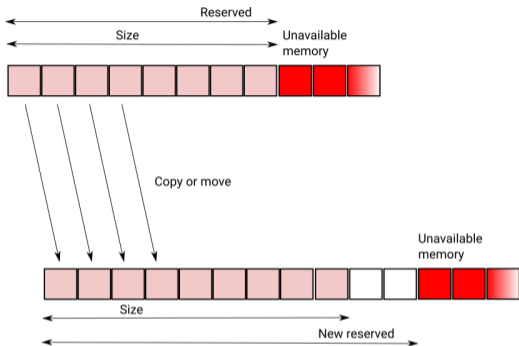 Reserved
Size
Unavailable
memory
Copy or move
Unavailable
memory
Size
New reserved